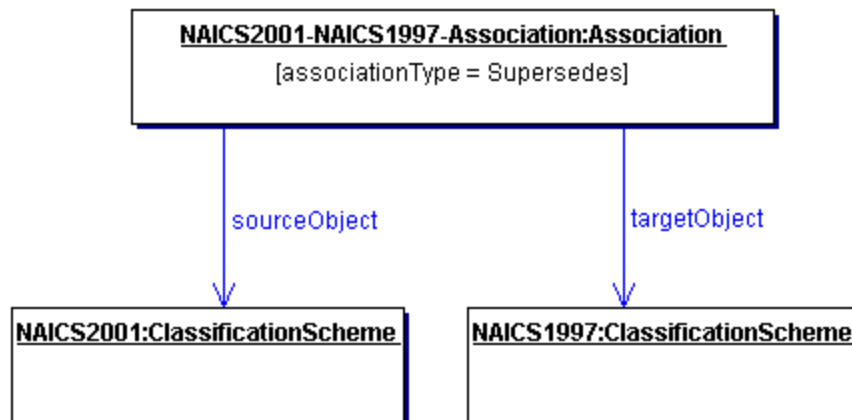 NAICS2001-NAICS1997-Association:Association
[associationType = Supersedes]
sourceObject
targetObject
NAICS2001:ClassificationScheme
NAICS1997:ClassificationScheme